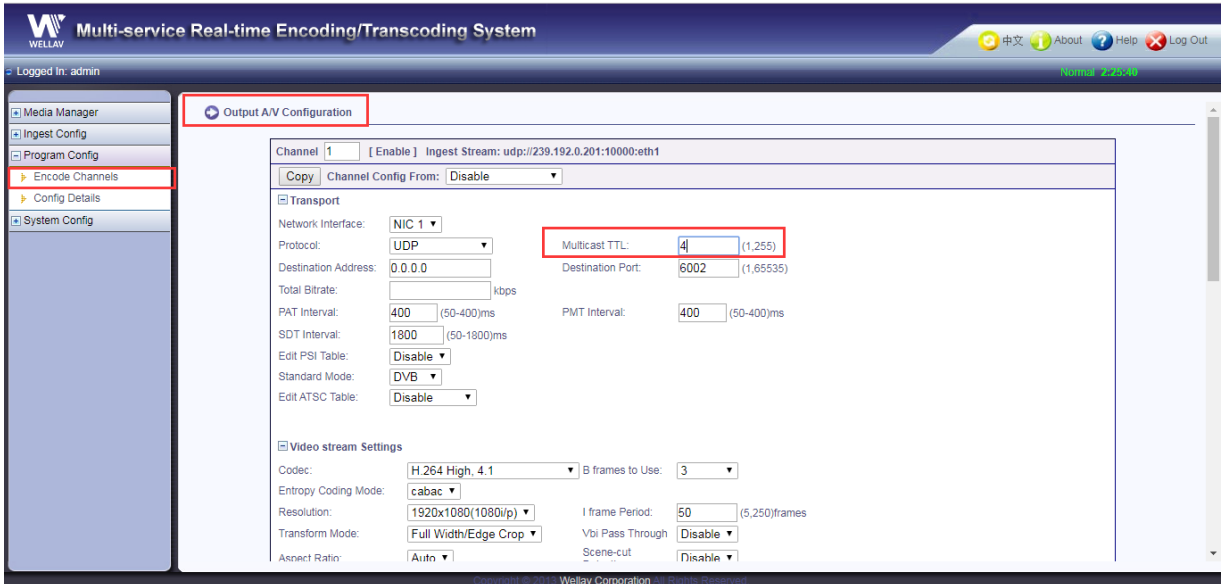 WELLAV
Multi-service Real-time Encoding/Transcoding System
中文 About Help Log Out
Logged In: admin
Normal 2:25:40
Media Manager
Ingest Config
Program Config
Encode Channels
Config Details
System Config
Output A/V Configuration
Channel 1 [ Enable ] Ingest Stream: udp://239.192.0.201:10000:eth1
Copy Channel Config From: Disable
Transport
Network Interface: NIC 1
Protocol: UDP Multicast TTL: 4 (1,255)
Destination Address: 0.0.0.0 Destination Port: 6002 (1,65535)
Total Bitrate: kbps
PAT Interval: 400 (50-400)ms PMT Interval: 400 (50-400)ms
SDT Interval: 1800 (50-1800)ms
Edit PSI Table: Disable
Standard Mode: DVB
Edit ATSC Table: Disable
Video stream Settings
Codec: H.264 High, 4.1 B frames to Use: 3
Entropy Coding Mode: cabac
Resolution: 1920x1080(1080i/p) I frame Period: 50 (5,250)frames
Transform Mode: Full Width/Edge Crop Vbi Pass Through Disable
Aspect Ratio: Auto Scene-cut Disable
Copyright © 2013 Wellav Corporation All Rights Reserved